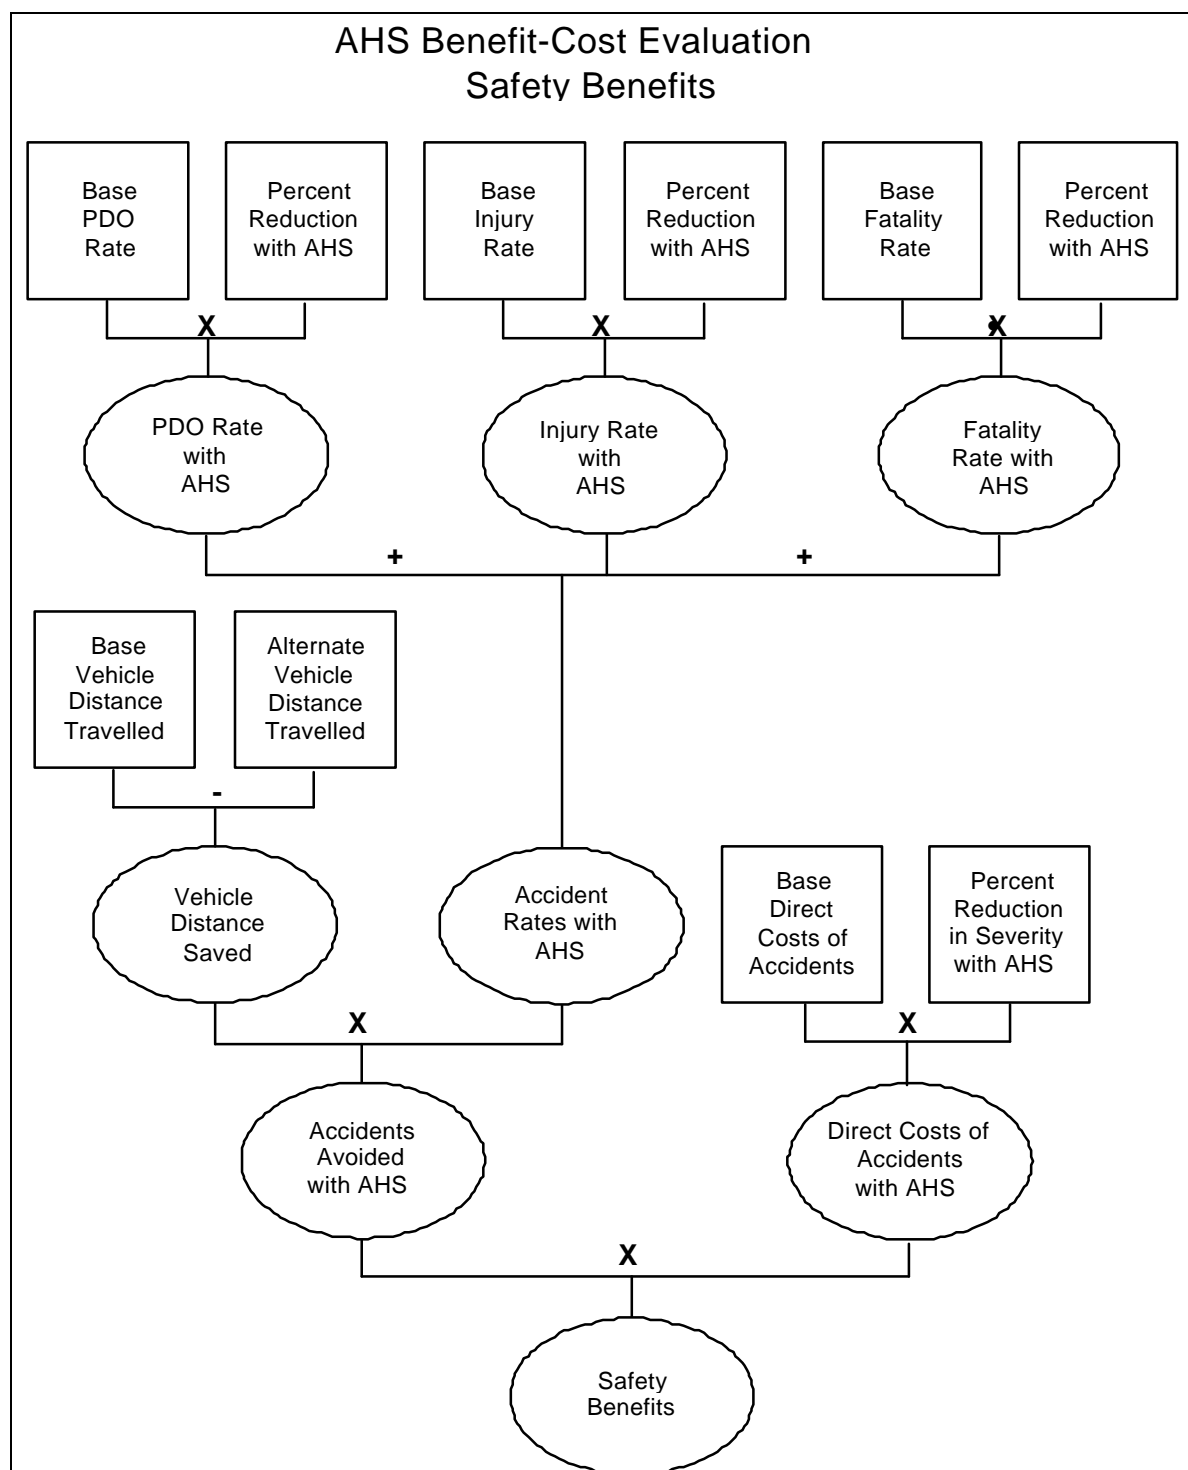 AHS Benefit-Cost Evaluation
Safety Benefits
Base
PDO
Rate
Percent
Reduction
with AHS
Base
Injury
Rate
Percent
Reduction
with AHS
Base
Fatality
Rate
Percent
Reduction
with AHS
X
X
X
PDO Rate
with
AHS
Injury Rate
with
AHS
Fatality
Rate with
AHS
+
+
Base
Vehicle
Distance
Travelled
Alternate
Vehicle
Distance
Travelled
-
Vehicle
Distance
Saved
Accident
Rates with
AHS
Base
Direct
Costs of
Accidents
Percent
Reduction
in Severity
with AHS
X
X
Accidents
Avoided
with AHS
Direct Costs of
Accidents
with AHS
X
Safety
Benefits